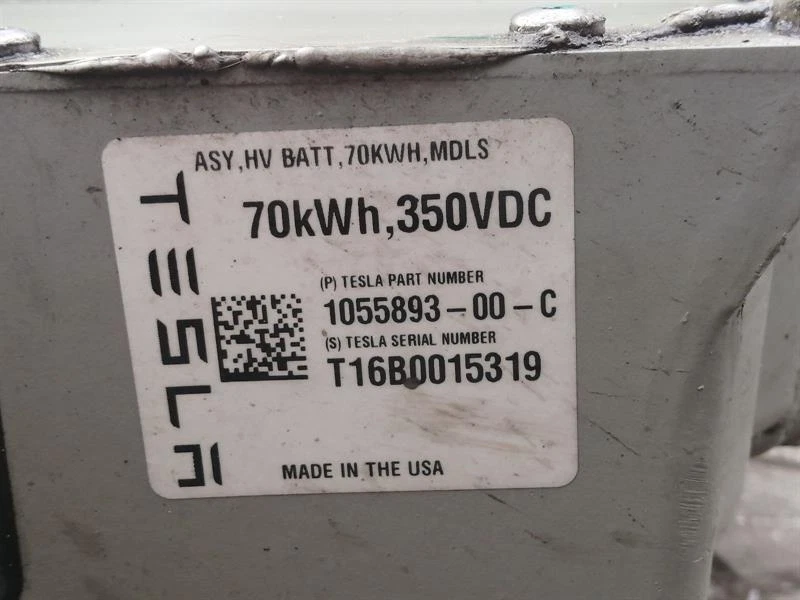 ASY,HV BATT,70KWH,MDLS
TESLA
70kWh,350VDC
(P) TESLA PART NUMBER
1055893-00-C
(S) TESLA SERIAL NUMBER
T16B0015319
MADE IN THE USA